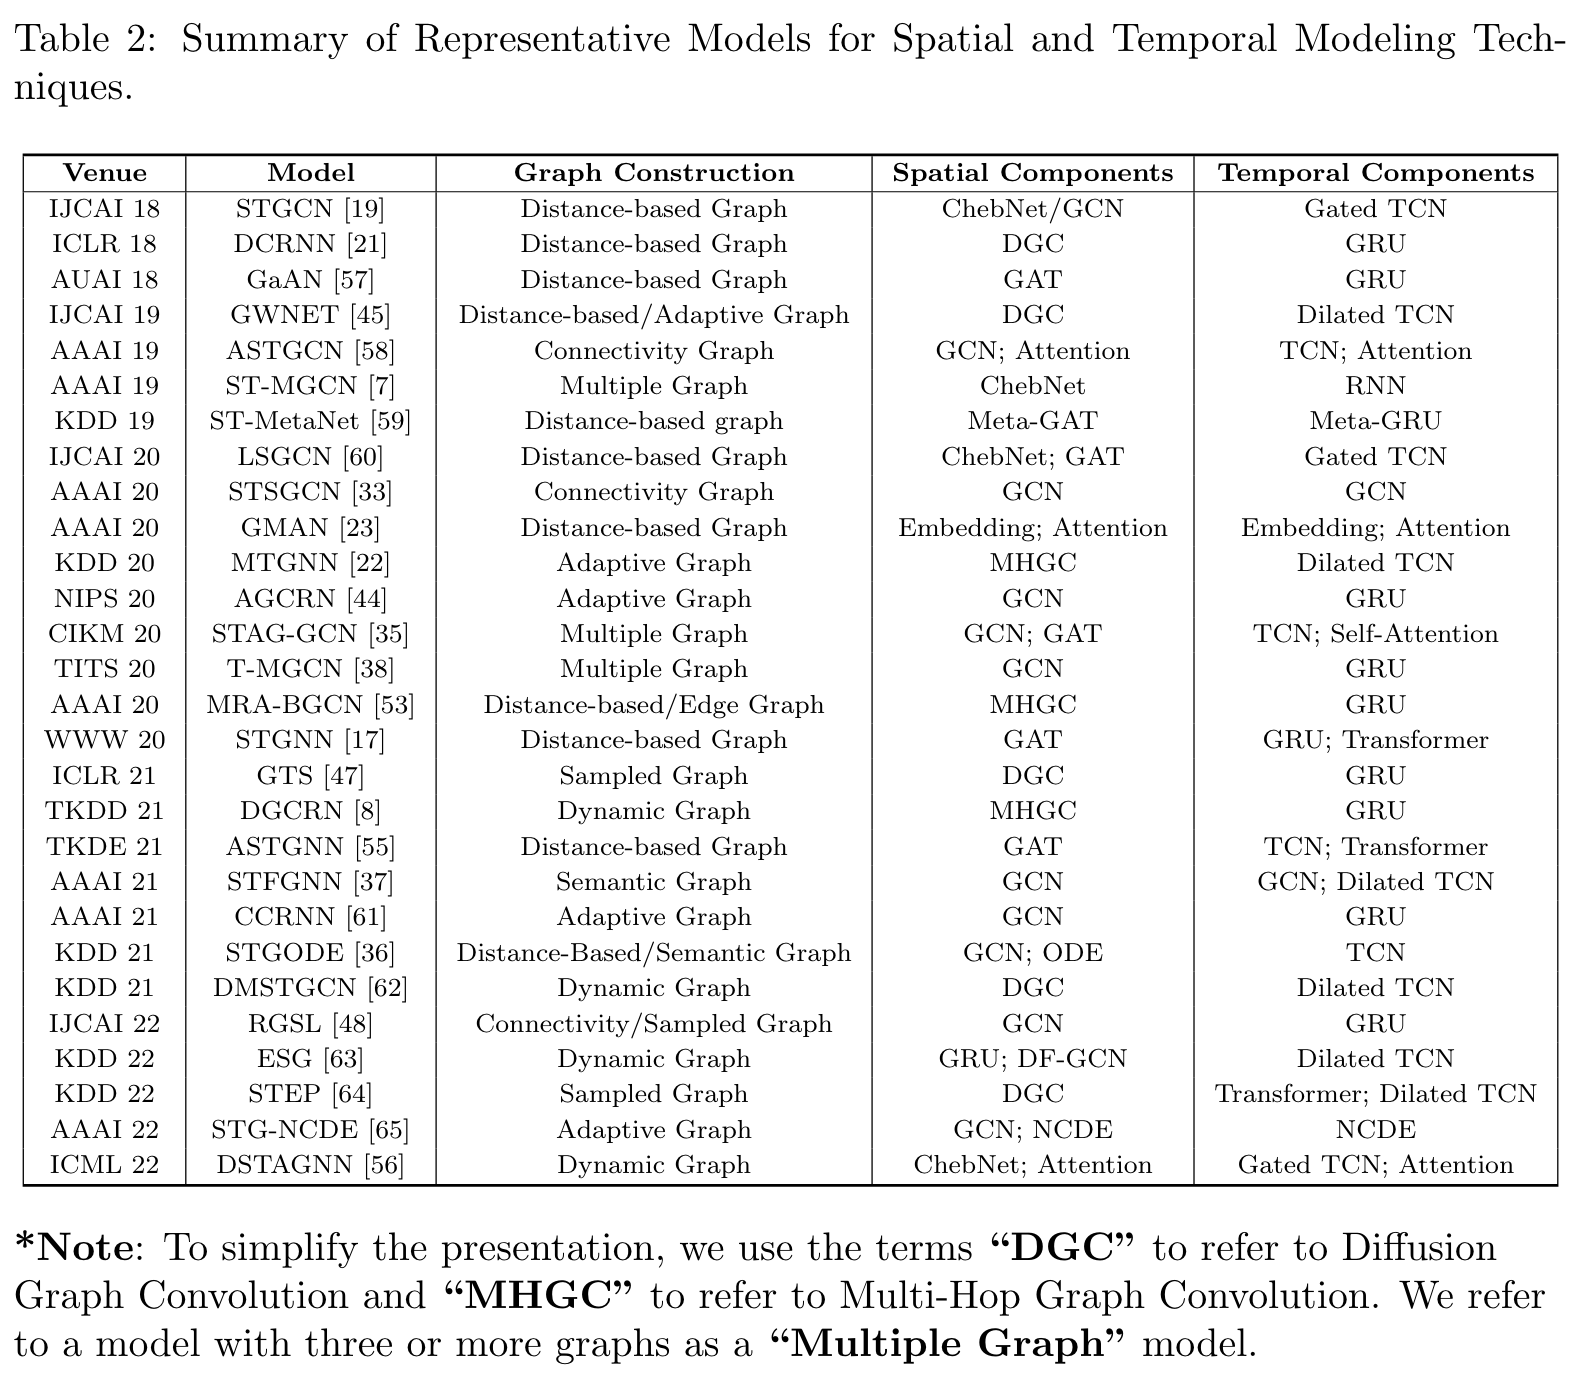 Table 2: Summary of Representative Models for Spatial and Temporal Modeling Tech-
niques.
Venue Model Graph Construction Spatial Components Temporal Components
IJCAI 18 STGCN [19] Distance-based Graph ChebNet/GCN Gated TCN
ICLR 18 DCRNN [21] Distance-based Graph DGC GRU
AUAI 18 GaAN [57] Distance-based Graph GAT GRU
IJCAI 19 GWNET [45] Distance-based/Adaptive Graph DGC Dilated TCN
AAAI 19 ASTGCN [58] Connectivity Graph GCN; Attention TCN; Attention
AAAI 19 ST-MGCN [7] Multiple Graph ChebNet RNN
KDD 19 ST-MetaNet [59] Distance-based graph Meta-GAT Meta-GRU
IJCAI 20 LSGCN [60] Distance-based Graph ChebNet; GAT Gated TCN
AAAI 20 STSGCN [33] Connectivity Graph GCN GCN
AAAI 20 GMAN [23] Distance-based Graph Embedding; Attention Embedding; Attention
KDD 20 MTGNN [22] Adaptive Graph MHGC Dilated TCN
NIPS 20 AGCRN [44] Adaptive Graph GCN GRU
CIKM 20 STAG-GCN [35] Multiple Graph GCN; GAT TCN; Self-Attention
TITS 20 T-MGCN [38] Multiple Graph GCN GRU
AAAI 20 MRA-BGCN [53] Distance-based/Edge Graph MHGC GRU
WWW 20 STGNN [17] Distance-based Graph GAT GRU; Transformer
ICLR 21 GTS [47] Sampled Graph DGC GRU
TKDD 21 DGCRN [8] Dynamic Graph MHGC GRU
TKDE 21 ASTGNN [55] Distance-based Graph GAT TCN; Transformer
AAAI 21 STFGNN [37] Semantic Graph GCN GCN; Dilated TCN
AAAI 21 CCRNN [61] Adaptive Graph GCN GRU
KDD 21 STGODE [36] Distance-Based/Semantic Graph GCN; ODE TCN
KDD 21 DMSTGCN [62] Dynamic Graph DGC Dilated TCN
IJCAI 22 RGSL [48] Connectivity/Sampled Graph GCN GRU
KDD 22 ESG [63] Dynamic Graph GRU; DF-GCN Dilated TCN
KDD 22 STEP [64] Sampled Graph DGC Transformer; Dilated TCN
AAAI 22 STG-NCDE [65] Adaptive Graph GCN; NCDE NCDE
ICML 22 DSTAGNN [56] Dynamic Graph ChebNet; Attention Gated TCN; Attention
*Note: To simplify the presentation, we use the terms “DGC” to refer to Diffusion
Graph Convolution and “MHGC” to refer to Multi-Hop Graph Convolution. We refer
to a model with three or more graphs as a “Multiple Graph” model.